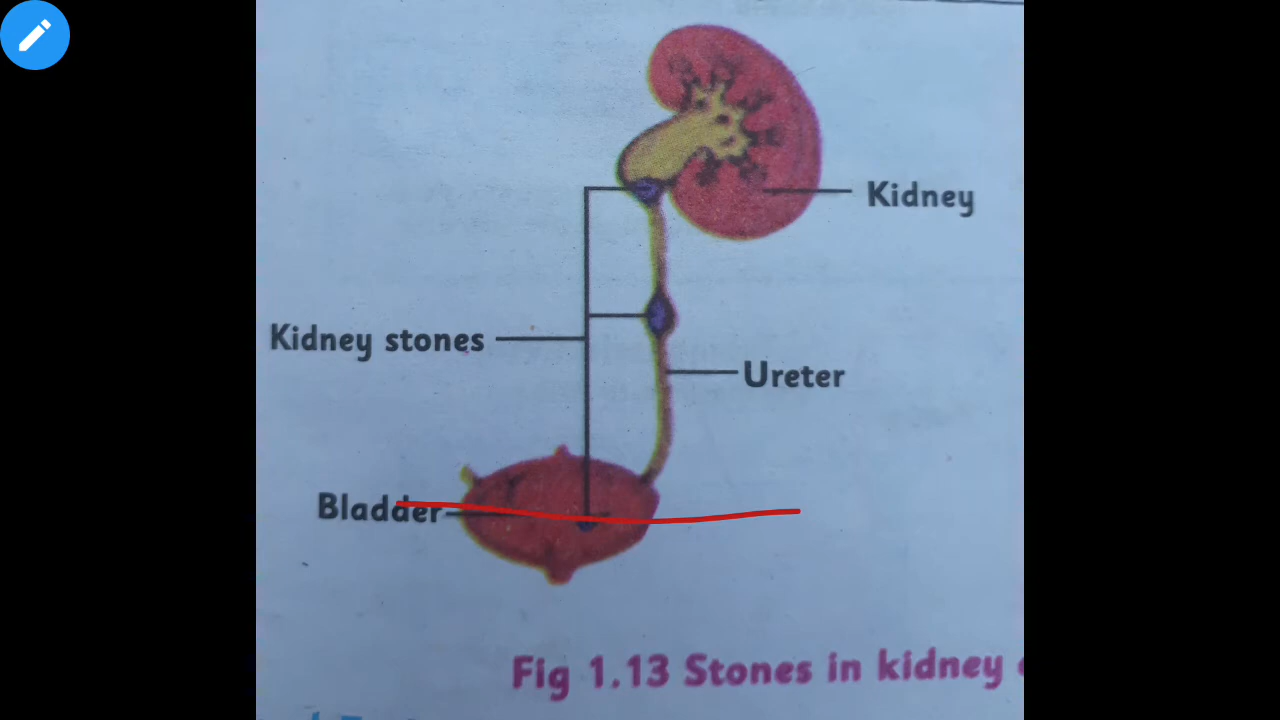 Kidney
Kidney stones
Ureter
Bladder
Fig 1.13 Stones in kidney